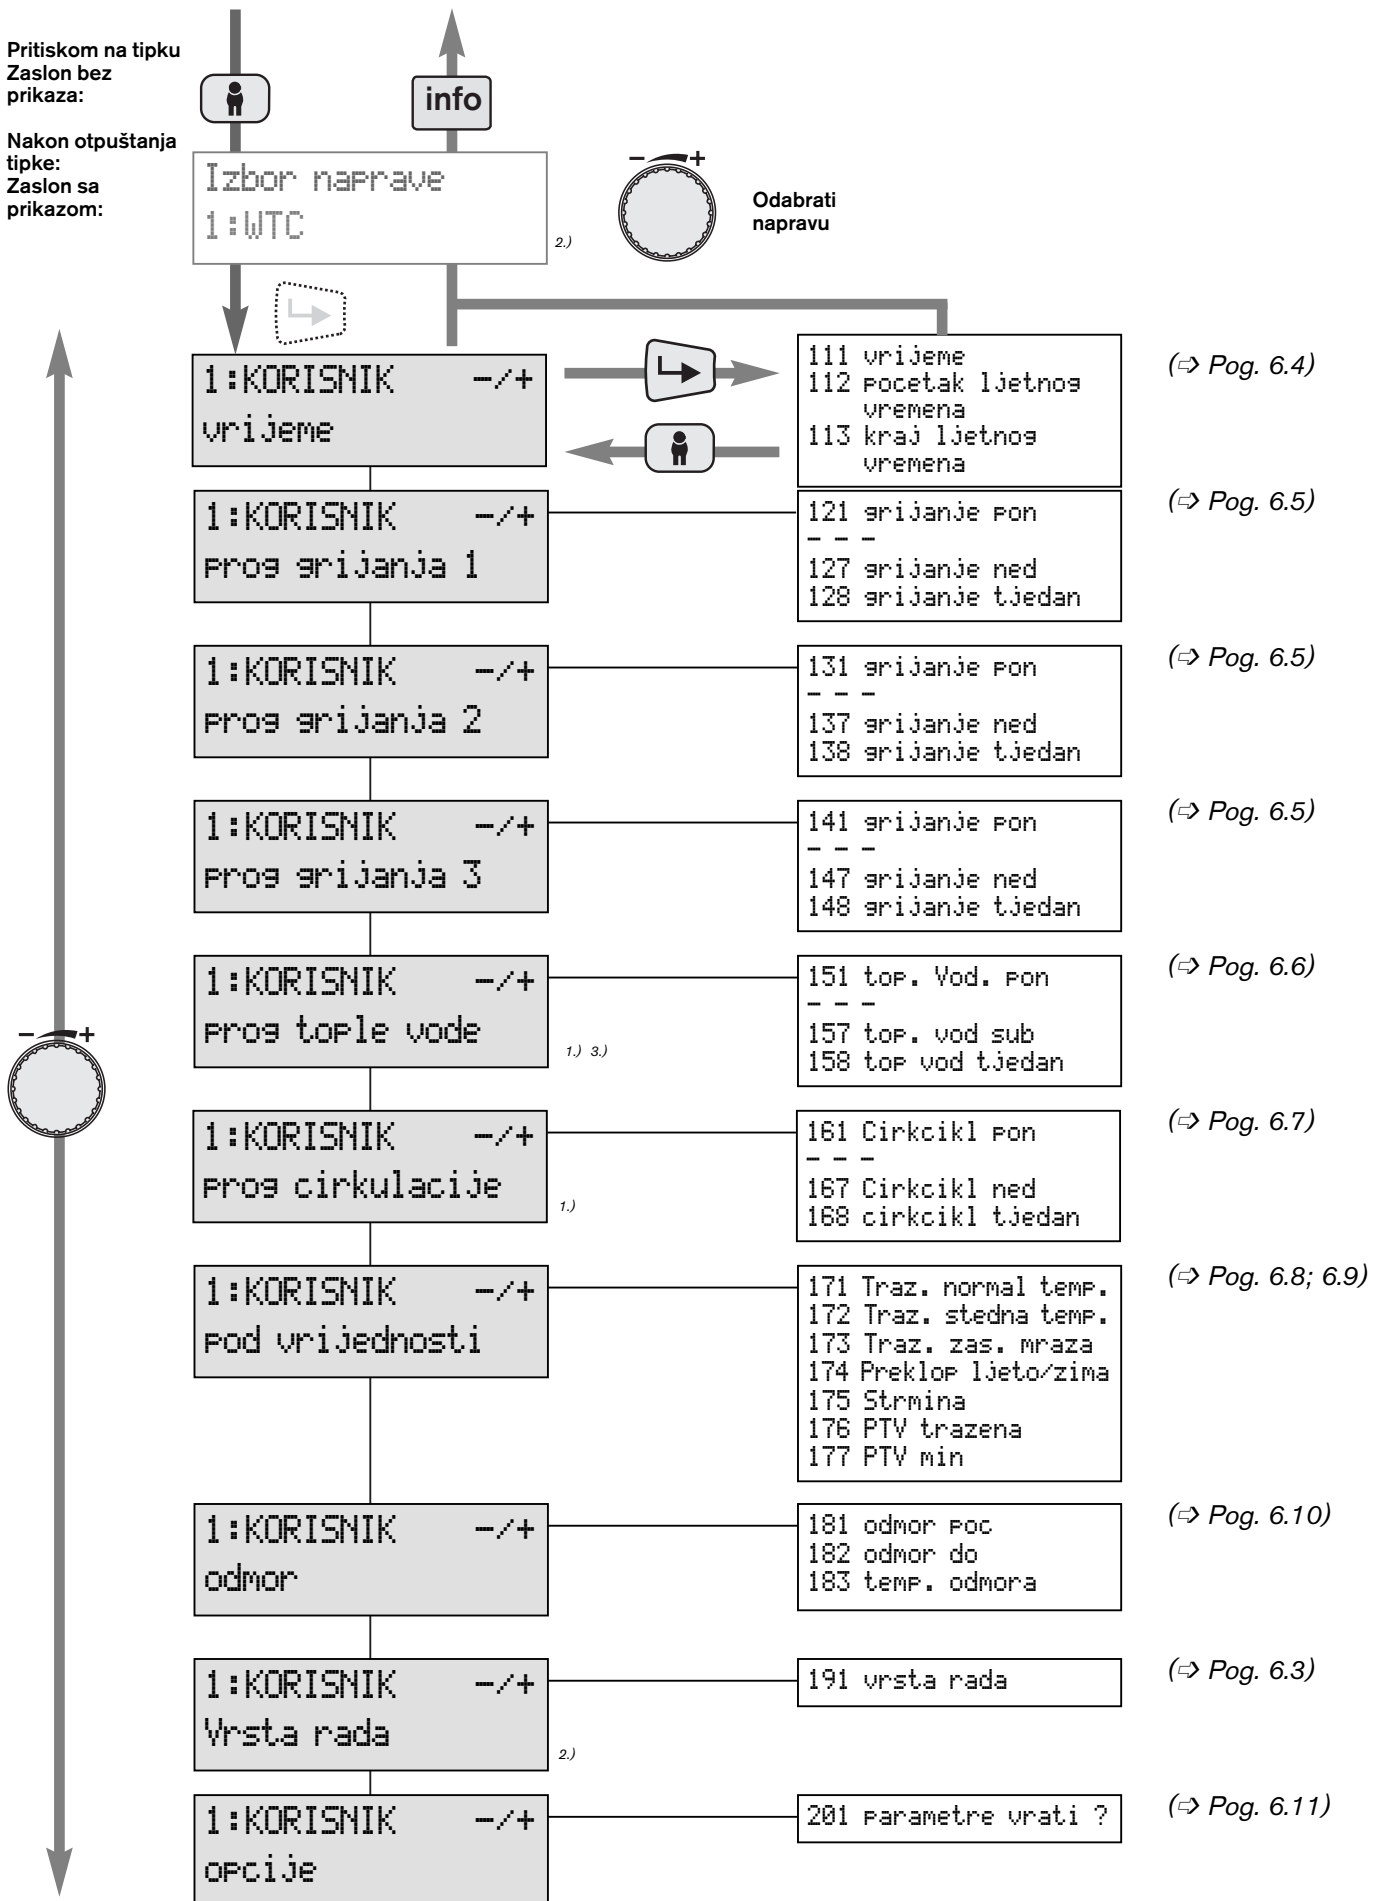 Pritiskom na tipku
Zaslon bez
prikaza:
info
Nakon otpuštanja
tipke:
Zaslon sa
prikazom:
Izbor naprave
1:WTC
2.)
− +
Odabrati
napravu
1:KORISNIK −/+
vrijeme
111 vrijeme
112 pocetak ljetnog
vremena
113 kraj ljetnog
vremena
(➩ Pog. 6.4)
1:KORISNIK −/+
prog grijanja 1
121 grijanje pon
− − −
127 grijanje ned
128 grijanje tjedan
(➩ Pog. 6.5)
1:KORISNIK −/+
prog grijanja 2
131 grijanje pon
− − −
137 grijanje ned
138 grijanje tjedan
(➩ Pog. 6.5)
1:KORISNIK −/+
prog grijanja 3
141 grijanje pon
− − −
147 grijanje ned
148 grijanje tjedan
(➩ Pog. 6.5)
1:KORISNIK −/+
prog tople vode
1.) 3.)
151 top. Vod. pon
− − −
157 top. vod sub
158 top vod tjedan
(➩ Pog. 6.6)
− +
1:KORISNIK −/+
prog cirkulacije
1.)
161 Cirkcikl pon
− − −
167 Cirkcikl ned
168 cirkcikl tjedan
(➩ Pog. 6.7)
1:KORISNIK −/+
pod vrijednosti
171 Traz. normal temp.
172 Traz. stedna temp.
173 Traz. zas. mraza
174 Preklop ljeto/zima
175 Strmina
176 PTV trazena
177 PTV min
(➩ Pog. 6.8; 6.9)
1:KORISNIK −/+
odmor
181 odmor poc
182 odmor do
183 temp. odmora
(➩ Pog. 6.10)
1:KORISNIK −/+
Vrsta rada
2.)
191 vrsta rada
(➩ Pog. 6.3)
1:KORISNIK −/+
opcije
201 parametre vrati ?
(➩ Pog. 6.11)